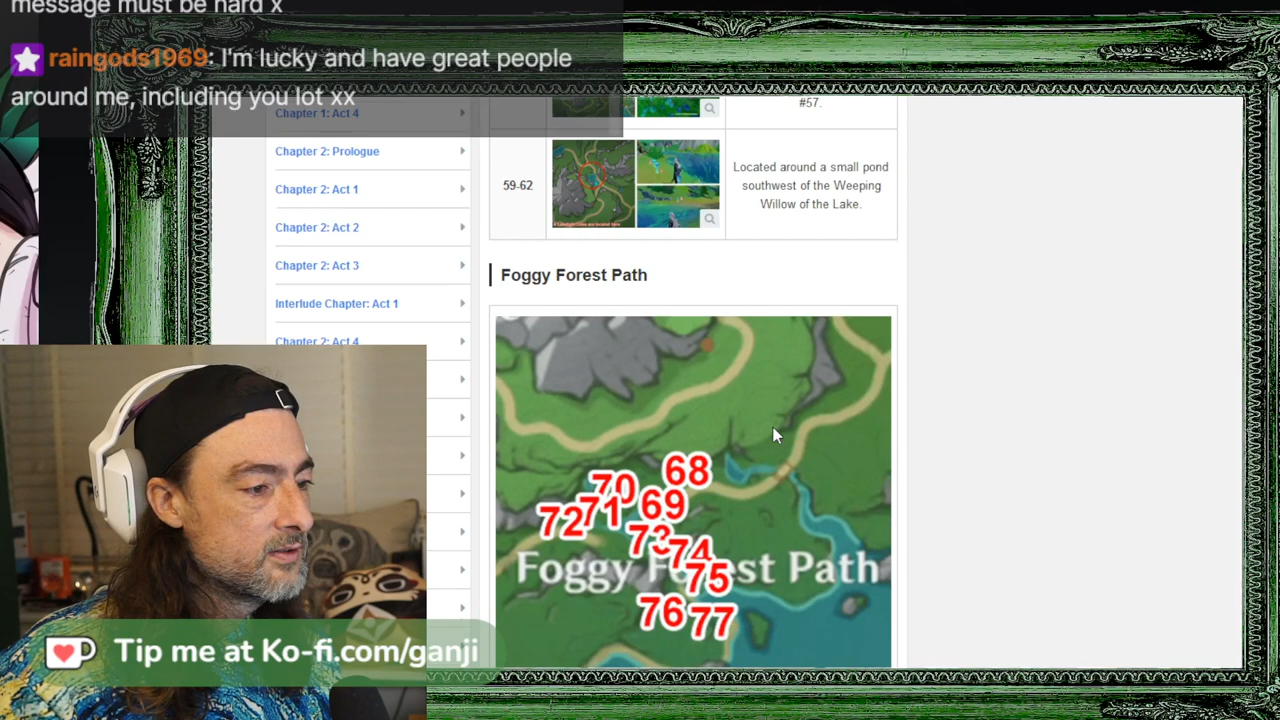 message must be hard x
raingods1969: I'm lucky and have great people
around me, including you lot xx
Chapter 1: Act 4
Chapter 2: Prologue
Chapter 2: Act 1
Chapter 2: Act 2
Chapter 2: Act 3
Interlude Chapter: Act 1
Chapter 2: Act 4
#57.
59-62
Located around a small pond
southwest of the Weeping
Willow of the Lake.
Foggy Forest Path
68
70
69
71
72
73
74
Foggy Forest Path
75
76
77
Tip me at Ko-fi.com/ganji